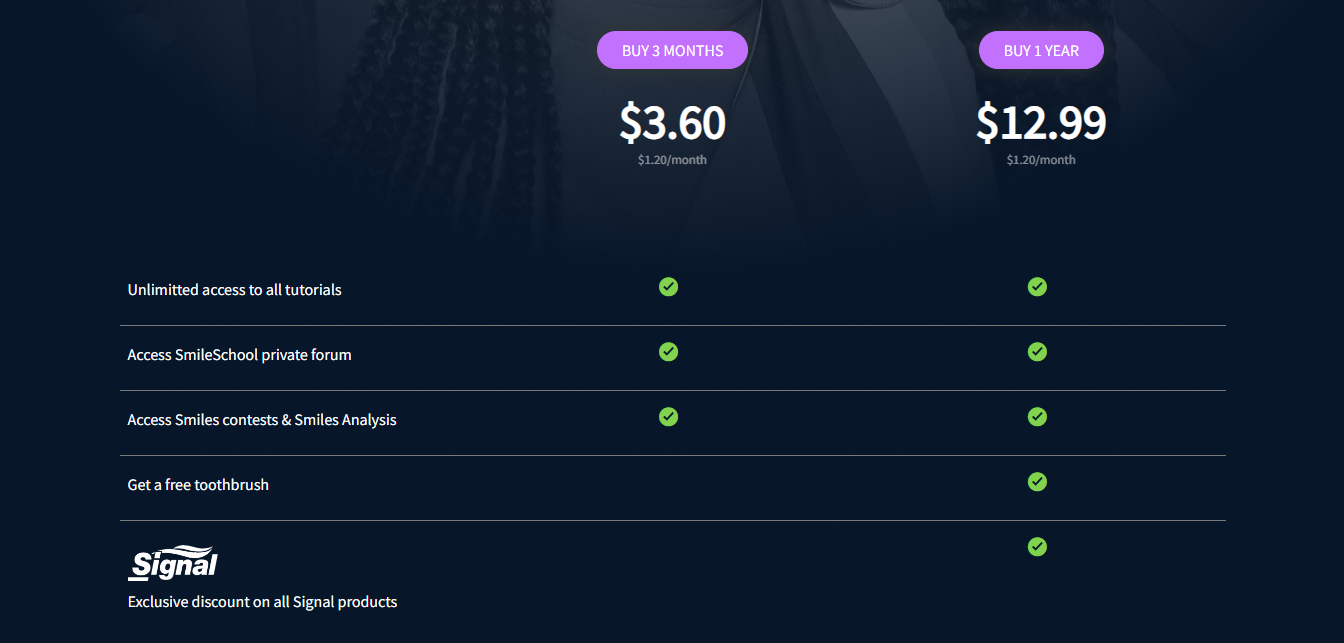 BUY 3 MONTHS BUY 1 YEAR
$3.60 $12.99
$1.20/month $1.20/month
Unlimitted access to all tutorials
Access SmileSchool private forum
Access Smiles contests & Smiles Analysis
Get a free toothbrush
Signal
Exclusive discount on all Signal products